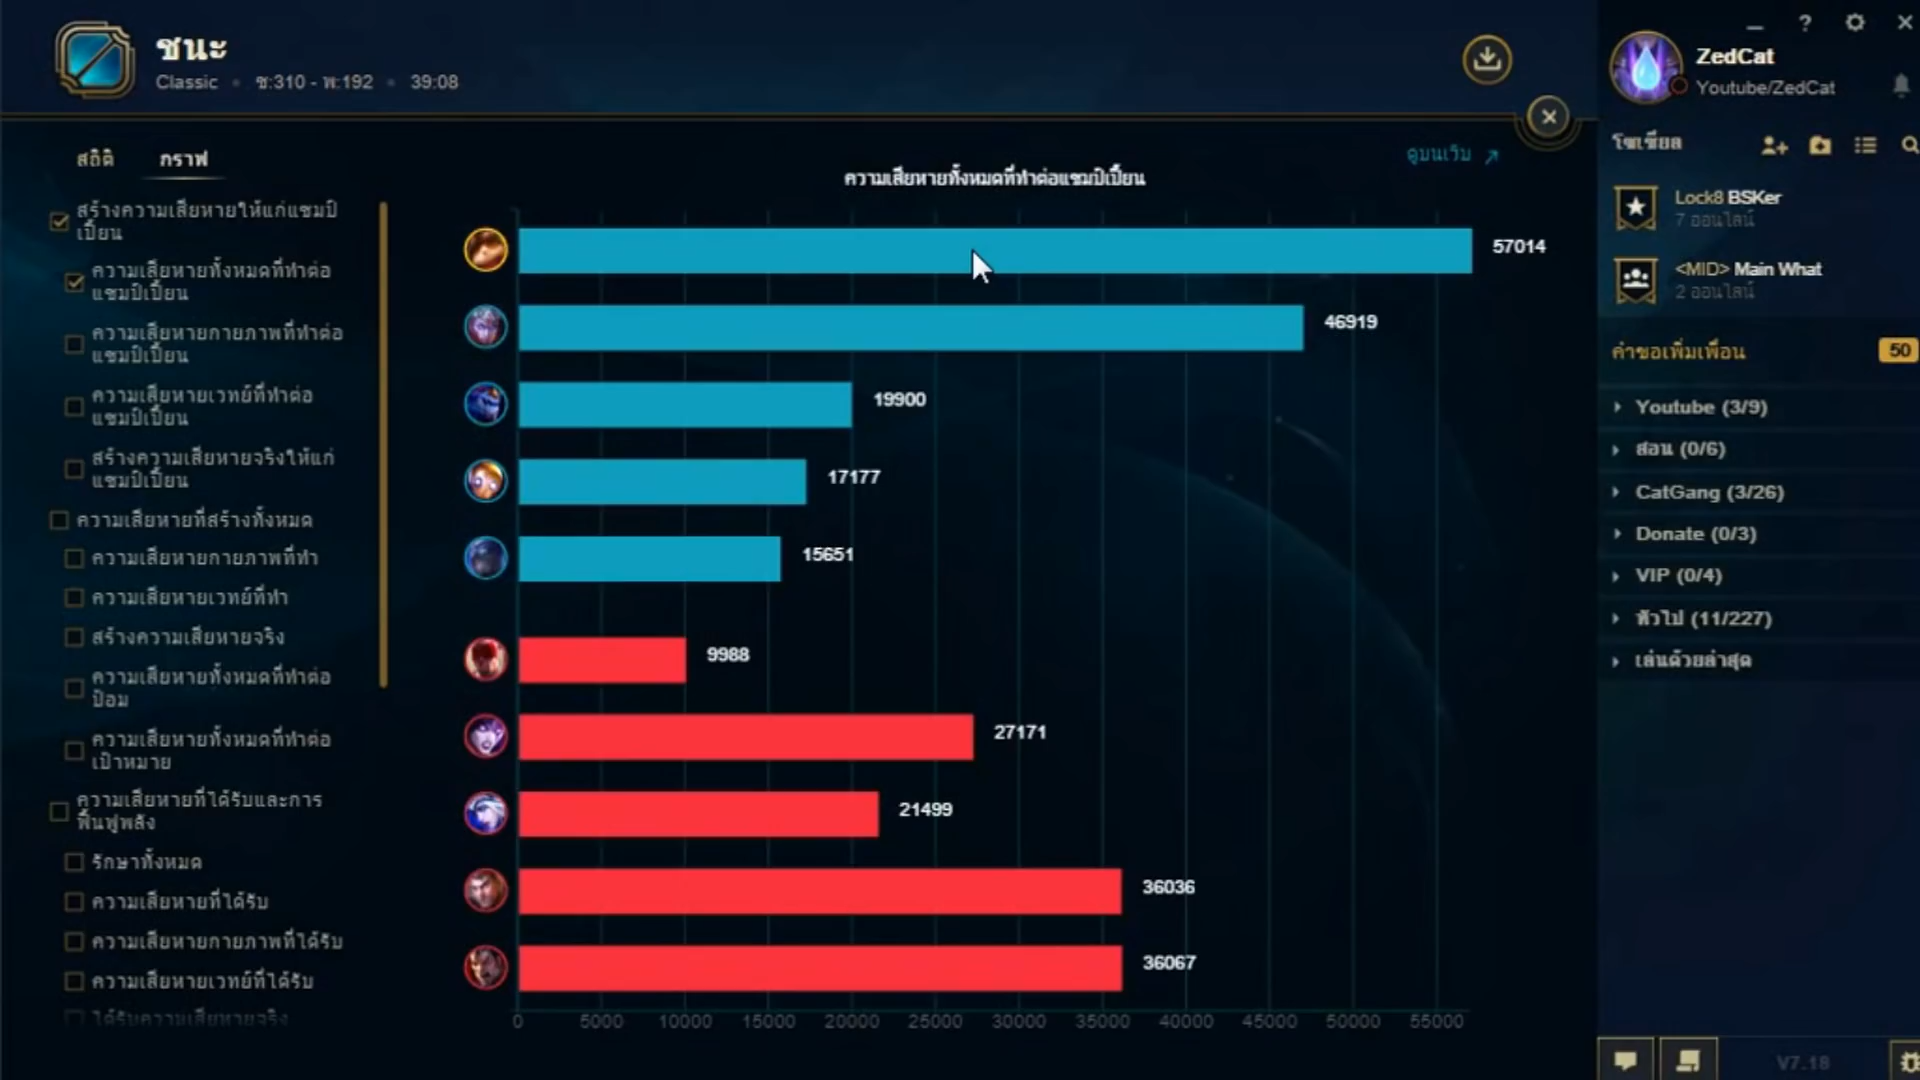 ชนะ
Classic • ช:310 - พ:192 • 39:08
สถิติ กราฟ
ดูบนเว็บ
ความเสียหายทั้งหมดที่ทำต่อแชมป์เปี้ยน
สร้างความเสียหายให้แก่แชมป์
เปี้ยน
ความเสียหายทั้งหมดที่ทำต่อ
แชมป์เปี้ยน
ความเสียหายกายภาพที่ทำต่อ
แชมป์เปี้ยน
ความเสียหายเวทย์ที่ทำต่อ
แชมป์เปี้ยน
สร้างความเสียหายจริงให้แก่
แชมป์เปี้ยน
ความเสียหายที่สร้างทั้งหมด
ความเสียหายกายภาพที่ทำ
ความเสียหายเวทย์ที่ทำ
สร้างความเสียหายจริง
ความเสียหายทั้งหมดที่ทำต่อ
ป้อม
ความเสียหายทั้งหมดที่ทำต่อ
เป้าหมาย
ความเสียหายที่ได้รับและการ
ฟื้นฟูพลัง
รักษาทั้งหมด
ความเสียหายที่ได้รับ
ความเสียหายกายภาพที่ได้รับ
ความเสียหายเวทย์ที่ได้รับ
ได้รับความเสียหายจริง
57014
46919
19900
17177
15651
9988
27171
21499
36036
36067
0 5000 10000 15000 20000 25000 30000 35000 40000 45000 50000 55000
ZedCat
Youtube/ZedCat
โซเชียล
Lock8 BSKer
7 ออนไลน์
<MID> Main What
2 ออนไลน์
คำขอเพิ่มเพื่อน 50
Youtube (3/9)
สอน (0/6)
CatGang (3/26)
Donate (0/3)
VIP (0/4)
ทั่วไป (11/227)
เล่นด้วยล่าสุด
V7.18